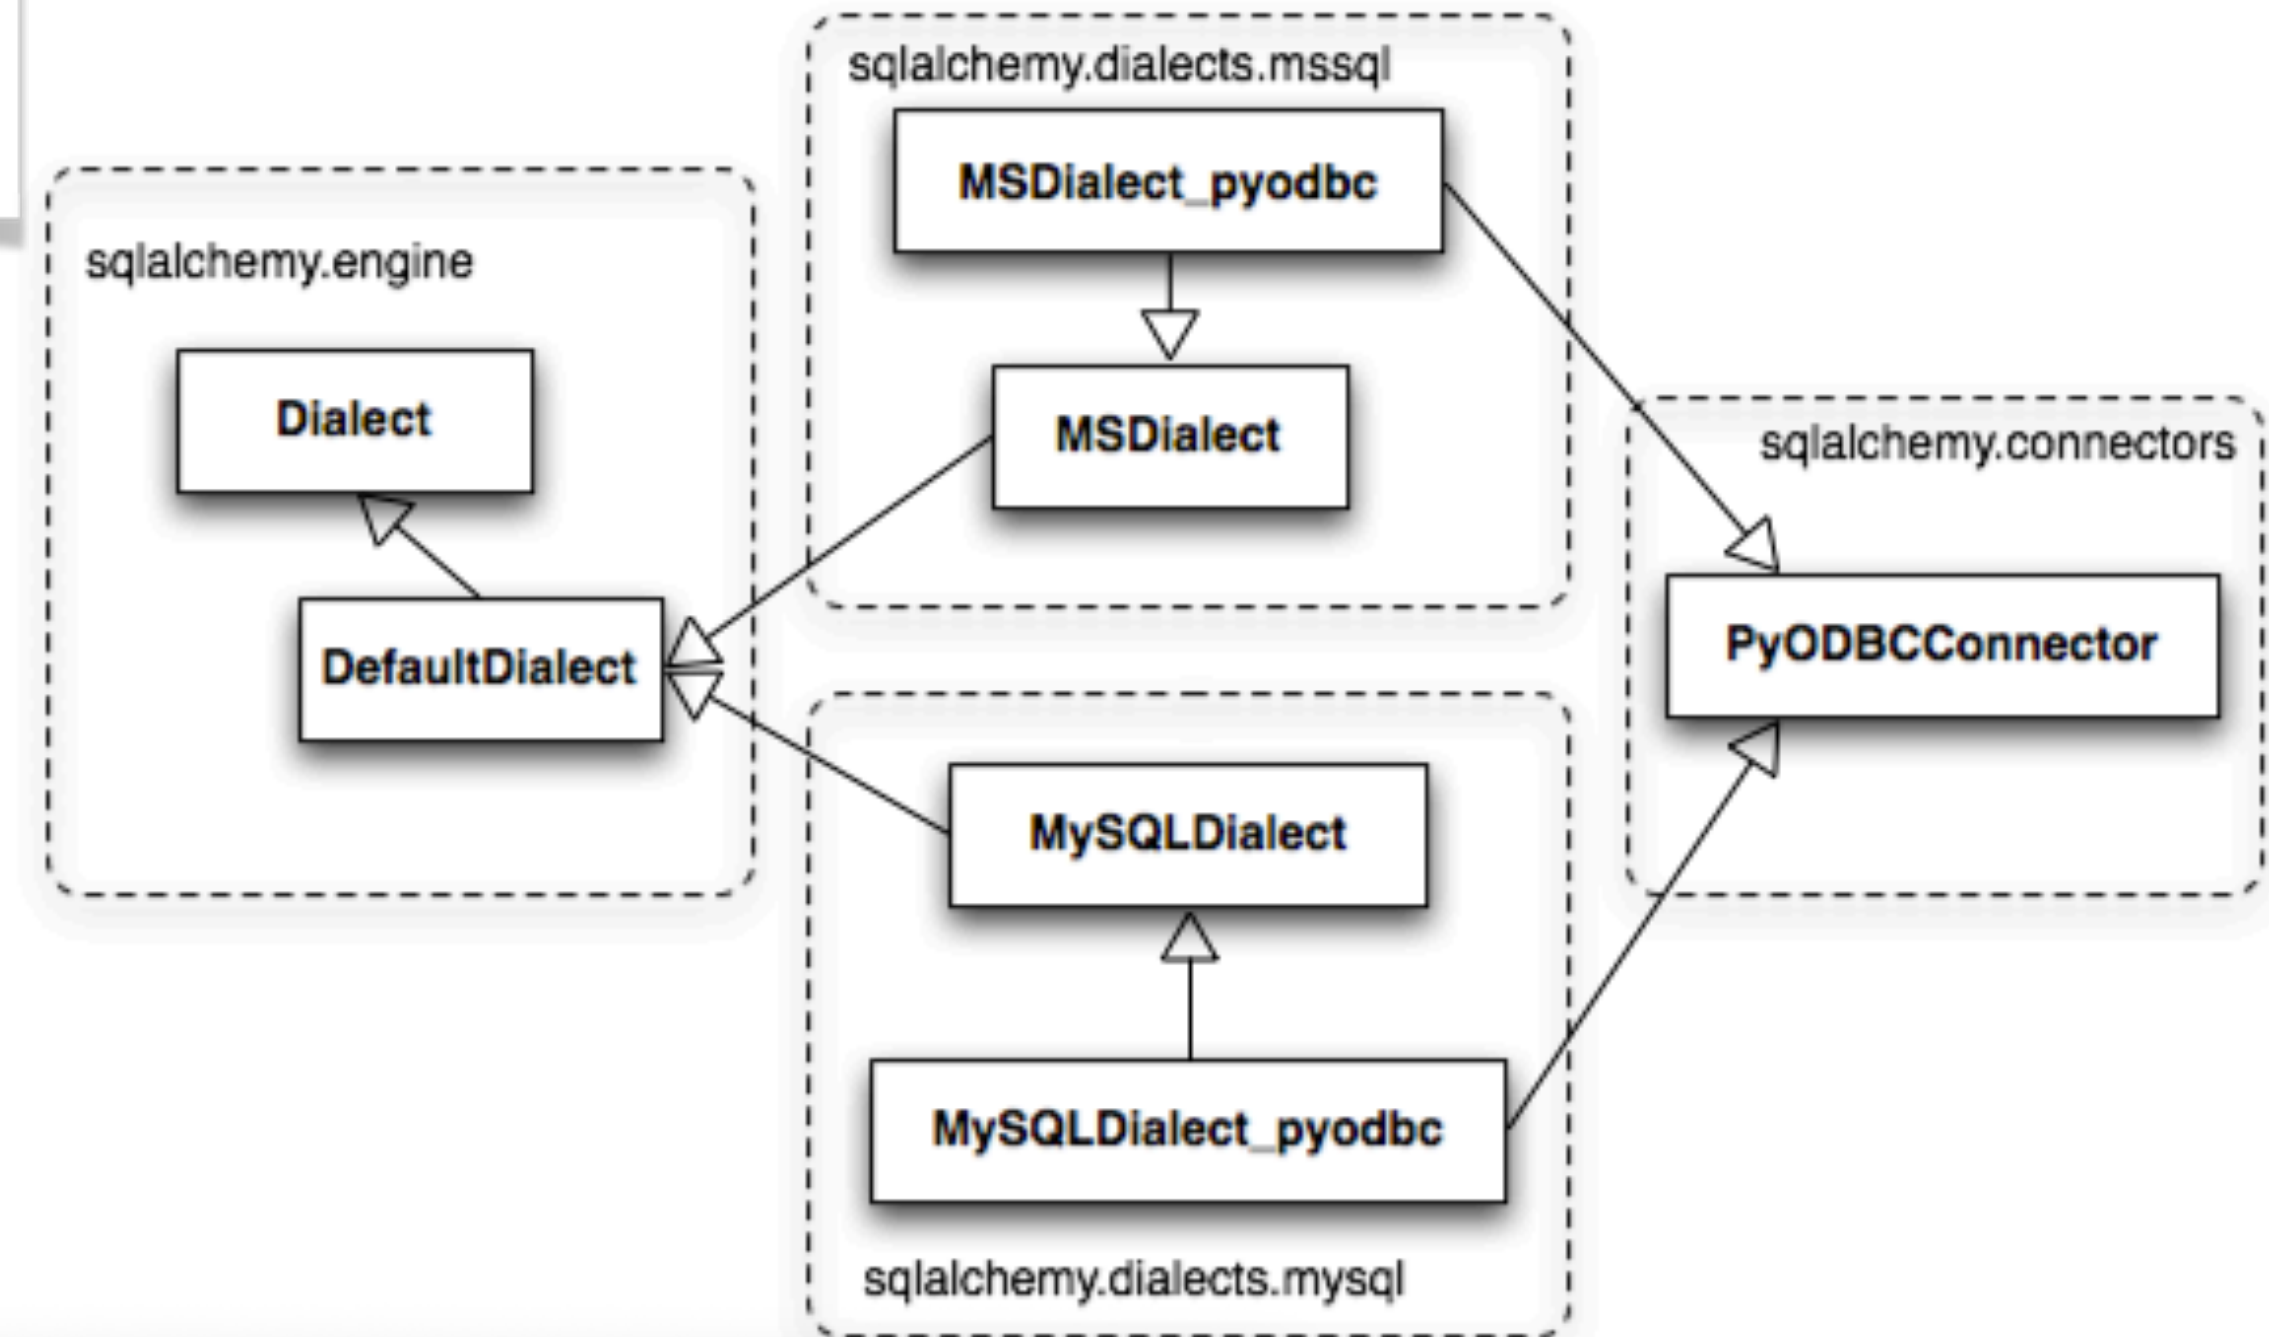 sqlalchemy.dialects.mssql
MSDialect_pyodbc
sqlalchemy.engine
Dialect
MSDialect
sqlalchemy.connectors
DefaultDialect
PyODBCConnector
MySQLDialect
MySQLDialect_pyodbc
sqlalchemy.dialects.mysql